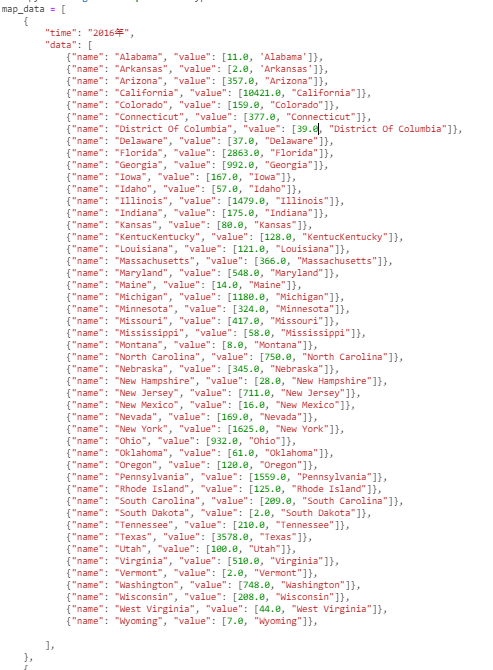 map_data = [
{
"time": "2016年",
"data": [
{"name": "Alabama", "value": [11.0, 'Alabama']},
{"name": "Arkansas", "value": [2.0, 'Arkansas']},
{"name": "Arizona", "value": [357.0, "Arizona"]},
{"name": "California", "value": [10421.0, "California"]},
{"name": "Colorado", "value": [159.0, "Colorado"]},
{"name": "Connecticut", "value": [377.0, "Connecticut"]},
{"name": "District Of Columbia", "value": [39.0, "District Of Columbia"]},
{"name": "Delaware", "value": [37.0, "Delaware"]},
{"name": "Florida", "value": [2863.0, "Florida"]},
{"name": "Georgia", "value": [992.0, "Georgia"]},
{"name": "Iowa", "value": [167.0, "Iowa"]},
{"name": "Idaho", "value": [57.0, "Idaho"]},
{"name": "Illinois", "value": [1479.0, "Illinois"]},
{"name": "Indiana", "value": [175.0, "Indiana"]},
{"name": "Kansas", "value": [80.0, "Kansas"]},
{"name": "KentucKentucky", "value": [128.0, "KentucKentucky"]},
{"name": "Louisiana", "value": [121.0, "Louisiana"]},
{"name": "Massachusetts", "value": [366.0, "Massachusetts"]},
{"name": "Maryland", "value": [548.0, "Maryland"]},
{"name": "Maine", "value": [14.0, "Maine"]},
{"name": "Michigan", "value": [1180.0, "Michigan"]},
{"name": "Minnesota", "value": [324.0, "Minnesota"]},
{"name": "Missouri", "value": [417.0, "Missouri"]},
{"name": "Mississippi", "value": [58.0, "Mississippi"]},
{"name": "Montana", "value": [8.0, "Montana"]},
{"name": "North Carolina", "value": [750.0, "North Carolina"]},
{"name": "Nebraska", "value": [345.0, "Nebraska"]},
{"name": "New Hampshire", "value": [28.0, "New Hampshire"]},
{"name": "New Jersey", "value": [711.0, "New Jersey"]},
{"name": "New Mexico", "value": [16.0, "New Mexico"]},
{"name": "Nevada", "value": [169.0, "Nevada"]},
{"name": "New York", "value": [1625.0, "New York"]},
{"name": "Ohio", "value": [932.0, "Ohio"]},
{"name": "Oklahoma", "value": [61.0, "Oklahoma"]},
{"name": "Oregon", "value": [120.0, "Oregon"]},
{"name": "Pennsylvania", "value": [1559.0, "Pennsylvania"]},
{"name": "Rhode Island", "value": [125.0, "Rhode Island"]},
{"name": "South Carolina", "value": [209.0, "South Carolina"]},
{"name": "South Dakota", "value": [2.0, "South Dakota"]},
{"name": "Tennessee", "value": [210.0, "Tennessee"]},
{"name": "Texas", "value": [3578.0, "Texas"]},
{"name": "Utah", "value": [100.0, "Utah"]},
{"name": "Virginia", "value": [510.0, "Virginia"]},
{"name": "Vermont", "value": [2.0, "Vermont"]},
{"name": "Washington", "value": [748.0, "Washington"]},
{"name": "Wisconsin", "value": [208.0, "Wisconsin"]},
{"name": "West Virginia", "value": [44.0, "West Virginia"]},
{"name": "Wyoming", "value": [7.0, "Wyoming"]},
],
},